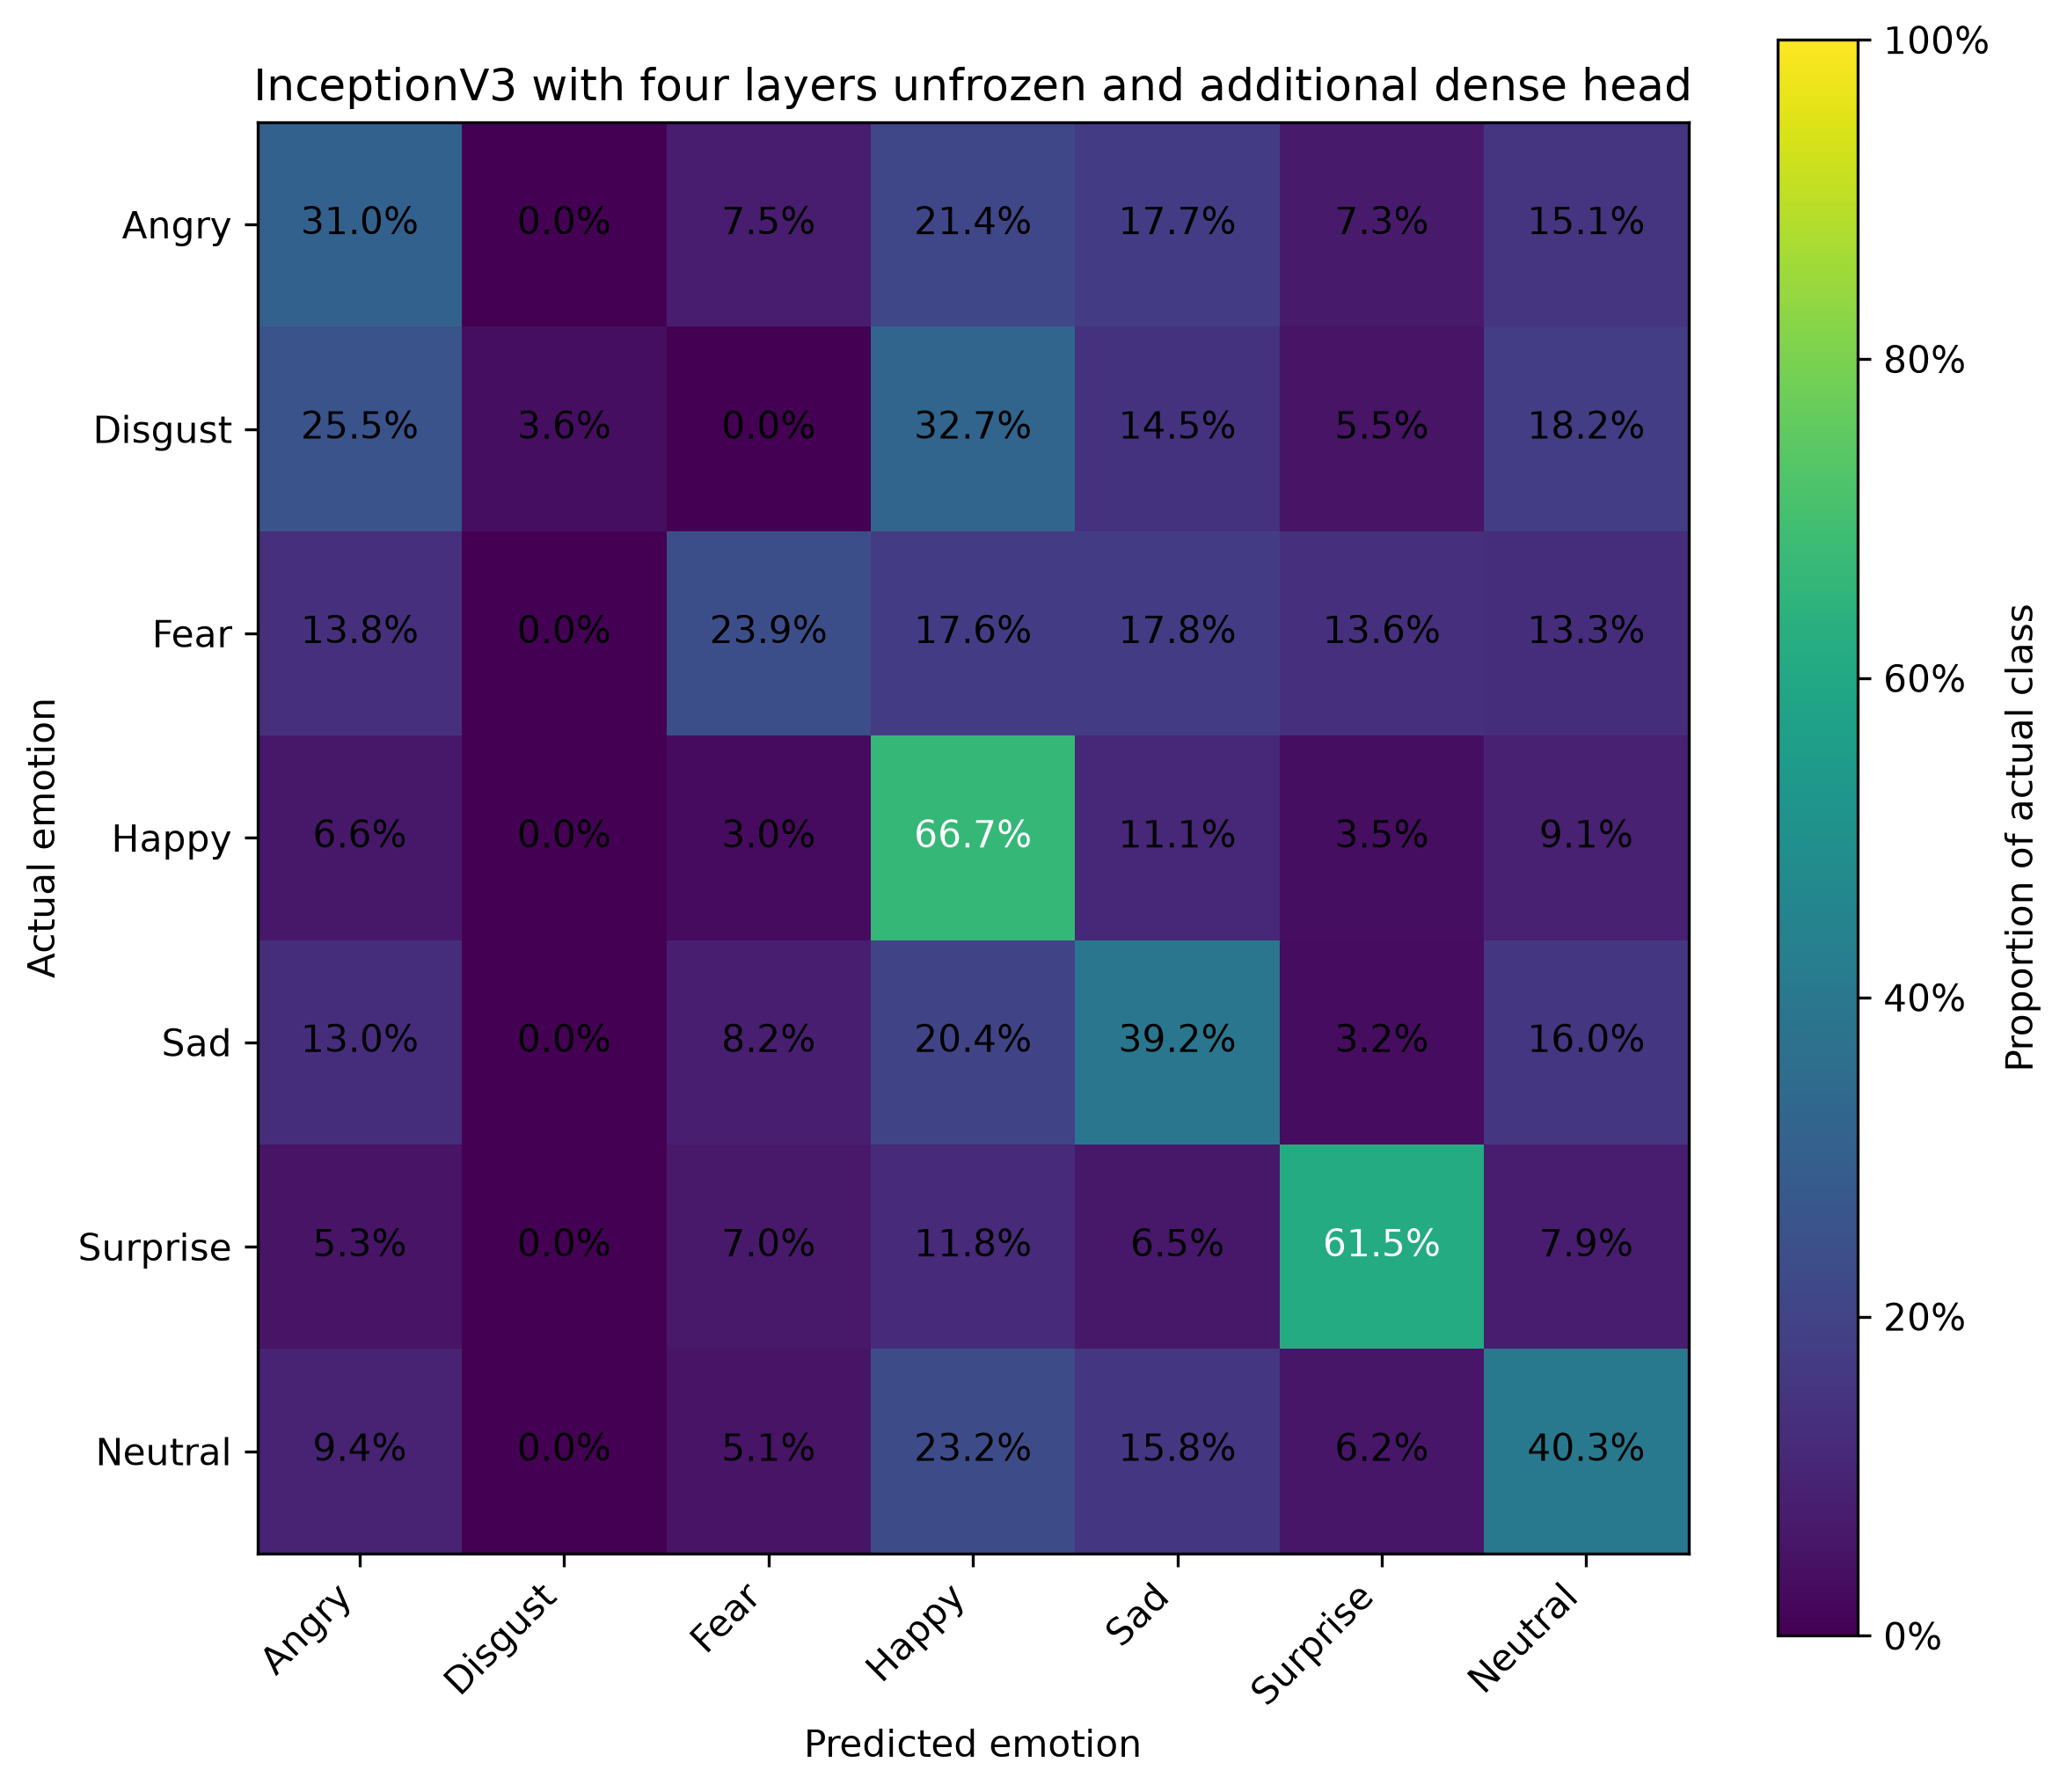 InceptionV3 with four layers unfrozen and additional dense head
100%
Angry 31.0% 0.0% 7.5% 21.4% 17.7% 7.3% 15.1%
80%
Disgust 25.5% 3.6% 0.0% 32.7% 14.5% 5.5% 18.2%
Fear 13.8% 0.0% 23.9% 17.6% 17.8% 13.6% 13.3%
60%
Happy 6.6% 0.0% 3.0% 66.7% 11.1% 3.5% 9.1%
40%
Sad 13.0% 0.0% 8.2% 20.4% 39.2% 3.2% 16.0%
Surprise 5.3% 0.0% 7.0% 11.8% 6.5% 61.5% 7.9%
20%
Neutral 9.4% 0.0% 5.1% 23.2% 15.8% 6.2% 40.3%
0%
Angry Disgust Fear Happy Sad Surprise Neutral
Predicted emotion
Actual emotion
Proportion of actual class